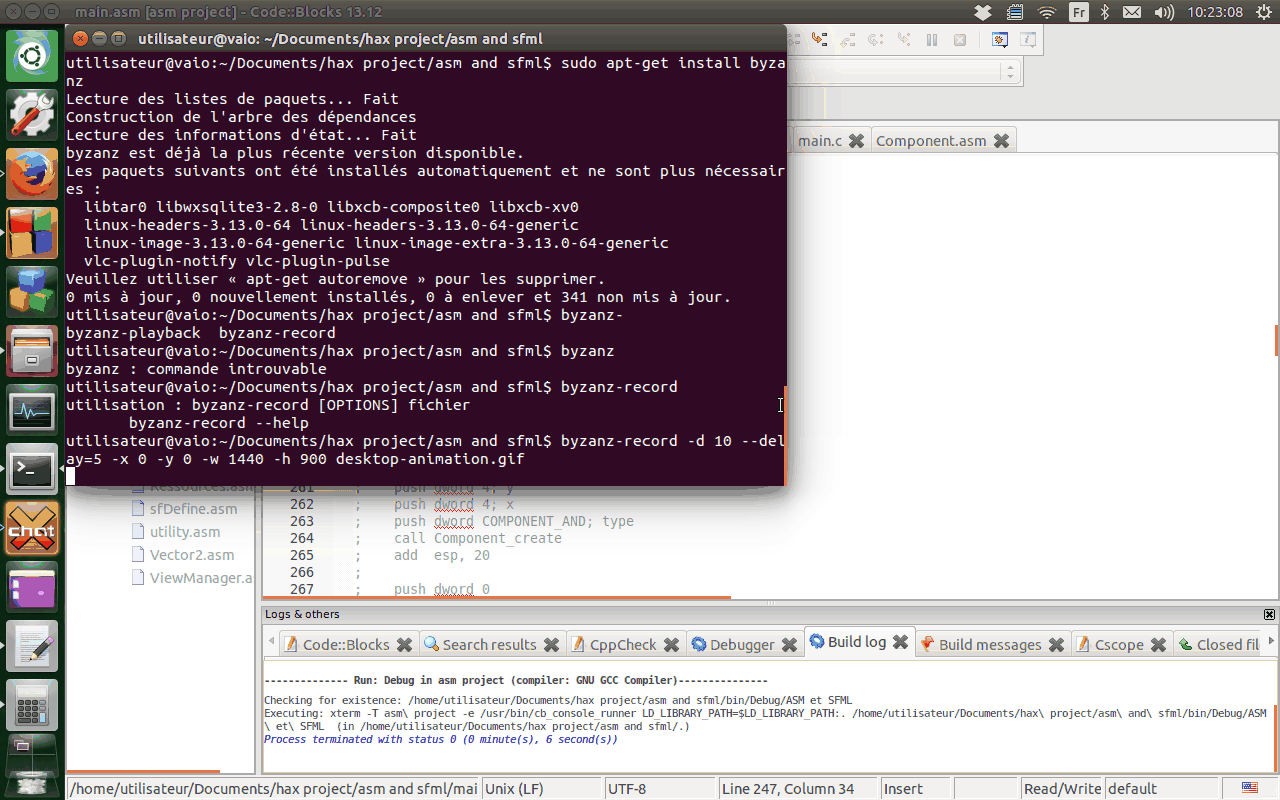 main.asm [asm project] - Code::Blocks 13.12
Fr
10:23:08
utilisateur@vaio: ~/Documents/hax project/asm and sfml
utilisateur@vaio:~/Documents/hax project/asm and sfml$ sudo apt-get install byza
nz
Lecture des listes de paquets... Fait
Construction de l'arbre des dépendances
Lecture des informations d'état... Fait
byzanz est déjà la plus récente version disponible.
Les paquets suivants ont été installés automatiquement et ne sont plus nécessair
es :
libtar0 libwxsqlite3-2.8-0 libxcb-composite0 libxcb-xv0
linux-headers-3.13.0-64 linux-headers-3.13.0-64-generic
linux-image-3.13.0-64-generic linux-image-extra-3.13.0-64-generic
vlc-plugin-notify vlc-plugin-pulse
Veuillez utiliser « apt-get autoremove » pour les supprimer.
0 mis à jour, 0 nouvellement installés, 0 à enlever et 341 non mis à jour.
utilisateur@vaio:~/Documents/hax project/asm and sfml$ byzanz-
byzanz-playback  byzanz-record
utilisateur@vaio:~/Documents/hax project/asm and sfml$ byzanz
byzanz : commande introuvable
utilisateur@vaio:~/Documents/hax project/asm and sfml$ byzanz-record
utilisation : byzanz-record [OPTIONS] fichier
byzanz-record --help
utilisateur@vaio:~/Documents/hax project/asm and sfml$ byzanz-record -d 10 --del
ay=5 -x 0 -y 0 -w 1440 -h 900 desktop-animation.gif
main.c
Component.asm
chat
Ressources.asm
sfDefine.asm
utility.asm
Vector2.asm
ViewManager.a
261 ; push dword 4; y
262 ; push dword 4; x
263 ; push dword COMPONENT_AND; type
264 ; call Component_create
265 ; add esp, 20
266 ;
267 ; push dword 0
Logs & others
Code::Blocks
Search results
CppCheck
Debugger
Build log
Build messages
Cscope
Closed fil
-------------- Run: Debug in asm project (compiler: GNU GCC Compiler)---------------
Checking for existence: /home/utilisateur/Documents/hax project/asm and sfml/bin/Debug/ASM et SFML
Executing: xterm -T asm\ project -e /usr/bin/cb_console_runner LD_LIBRARY_PATH=$LD_LIBRARY_PATH:. /home/utilisateur/Documents/hax\ project/asm\ and\ sfml/bin/Debug/ASM
\ et\ SFML  (in /home/utilisateur/Documents/hax project/asm and sfml/.)
Process terminated with status 0 (0 minute(s), 6 second(s))
/home/utilisateur/Documents/hax project/asm and sfml/mai
Unix (LF)
UTF-8
Line 247, Column 34
Insert
Read/Write
default